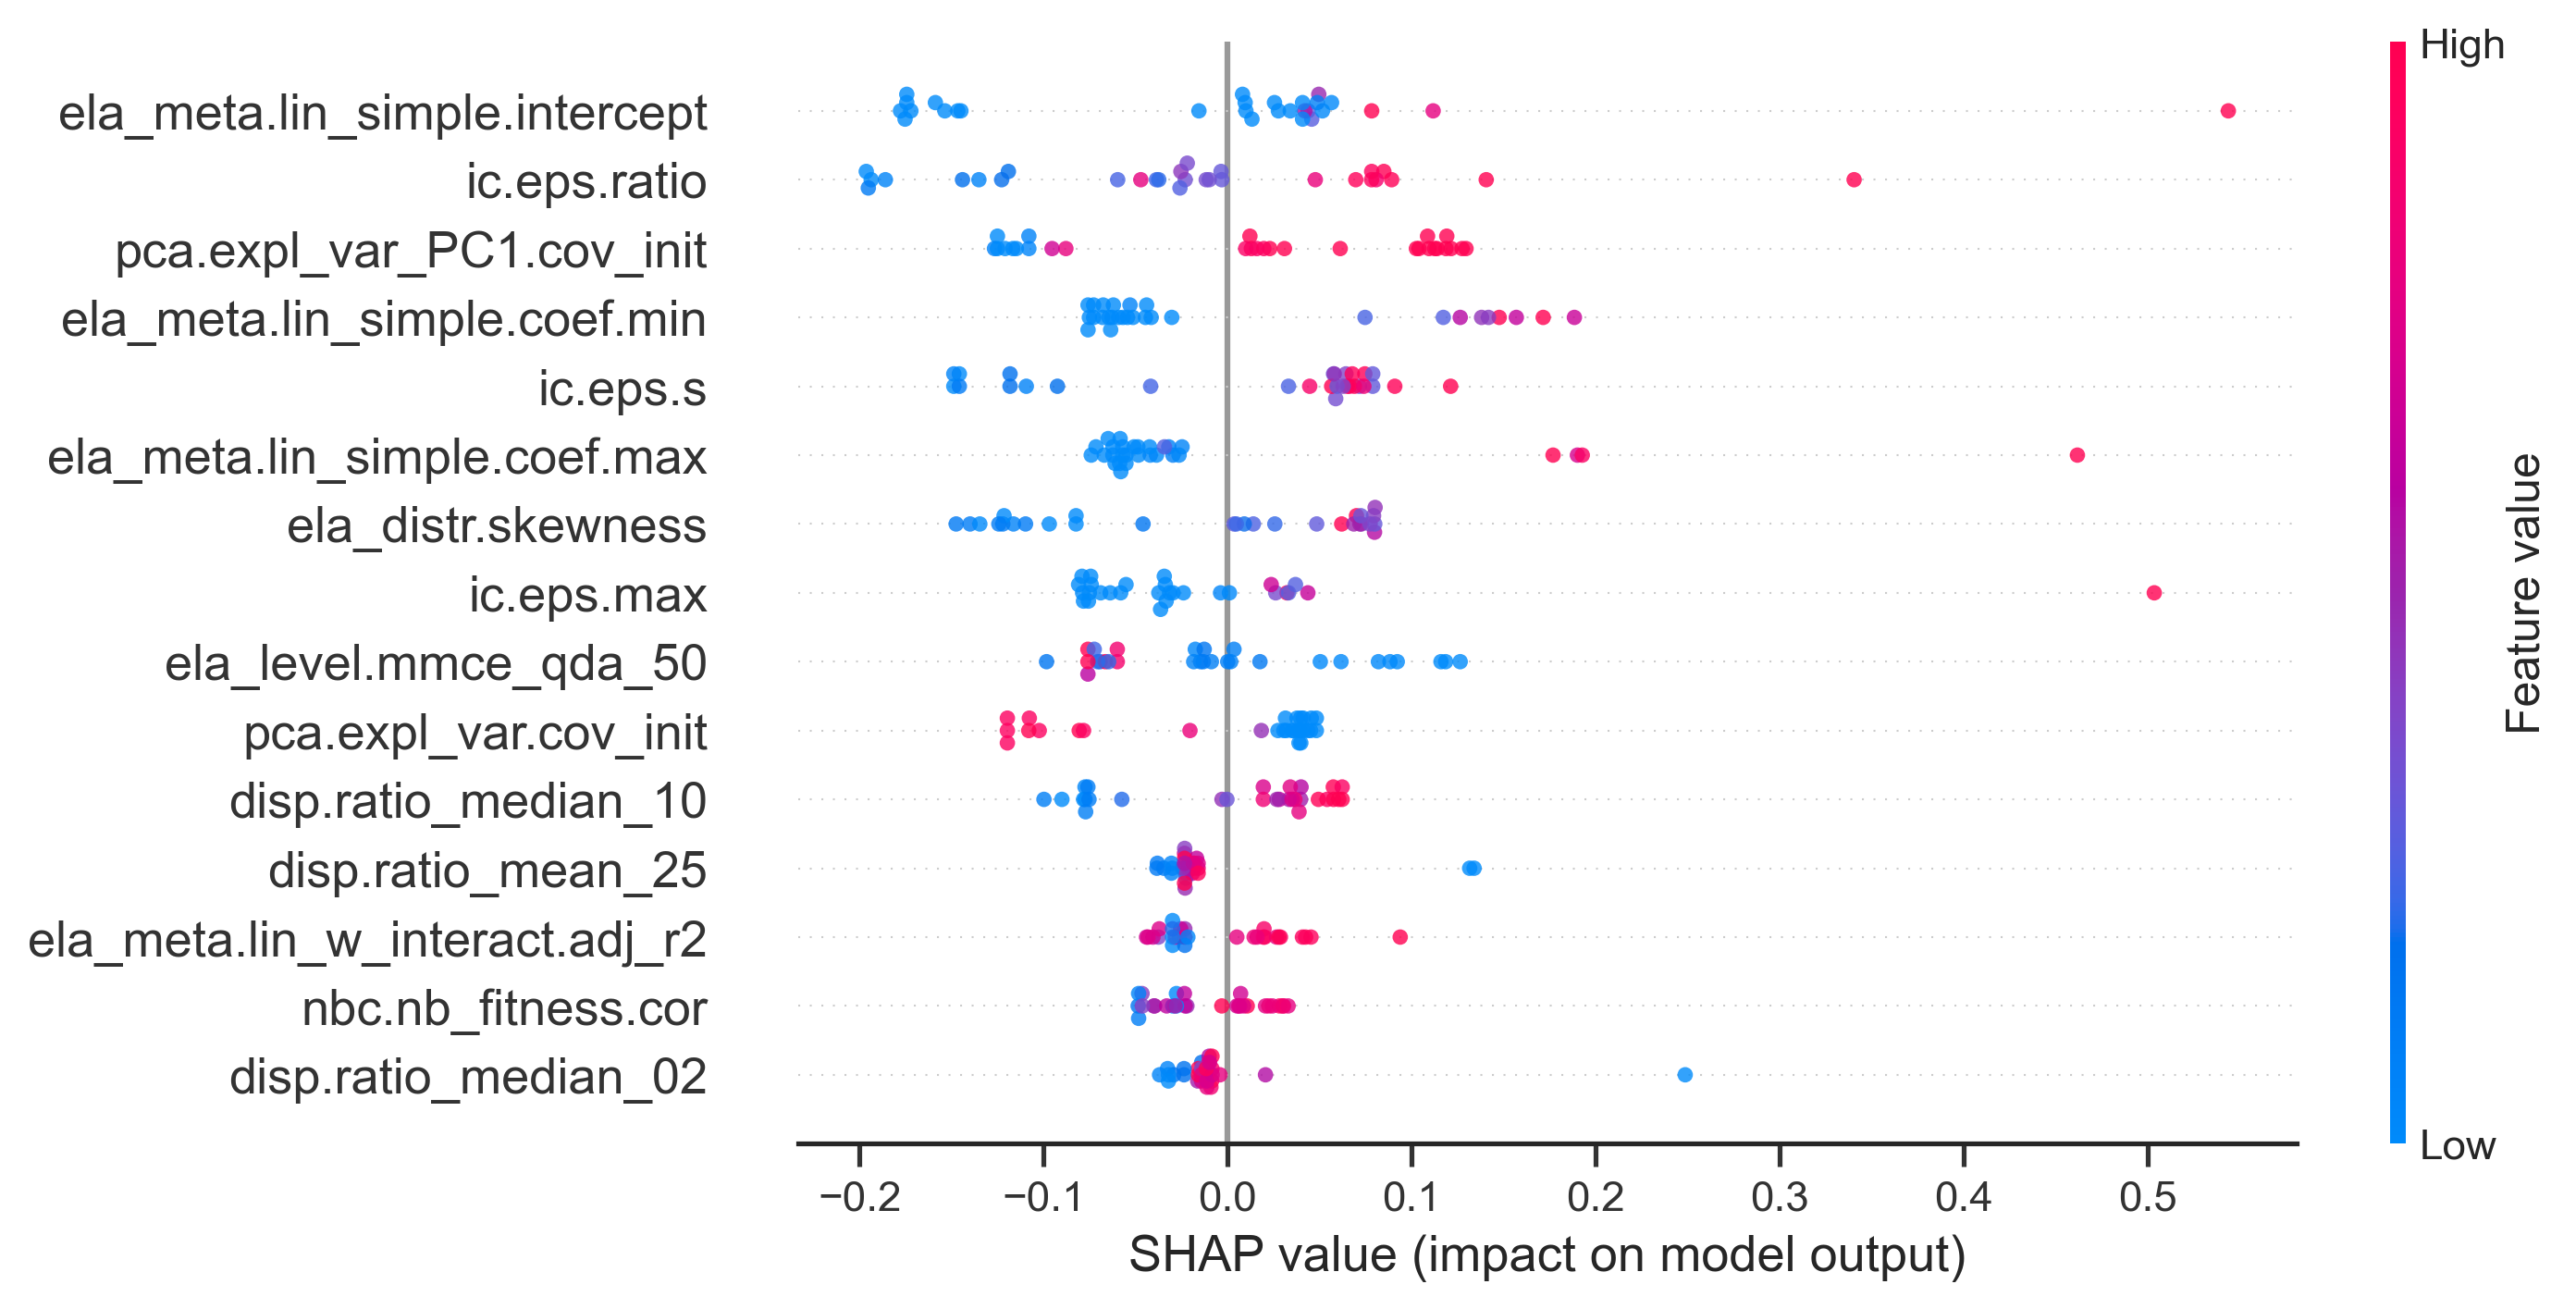 High
ela_meta.lin_simple.intercept
ic.eps.ratio
pca.expl_var_PC1.cov_init
ela_meta.lin_simple.coef.min
ic.eps.s
ela_meta.lin_simple.coef.max
ela_distr.skewness
ic.eps.max
ela_level.mmce_qda_50
pca.expl_var.cov_init
disp.ratio_median_10
disp.ratio_mean_25
ela_meta.lin_w_interact.adj_r2
nbc.nb_fitness.cor
disp.ratio_median_02
Feature value
Low
−0.2 −0.1 0.0 0.1 0.2 0.3 0.4 0.5
SHAP value (impact on model output)